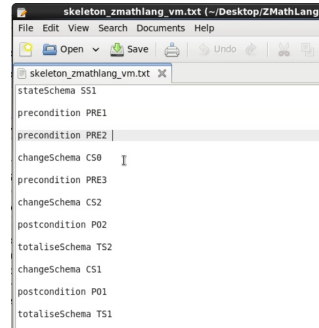 skeleton_zmathlang_vm.txt (~/Desktop/ZMathLang
File Edit View Search Documents Help
Open Save Undo
skeleton_zmathlang_vm.txt
stateSchema SS1
precondition PRE1
precondition PRE2
changeSchema CS0
precondition PRE3
changeSchema CS2
postcondition PO2
totaliseSchema TS2
changeSchema CS1
postcondition PO1
totaliseSchema TS1